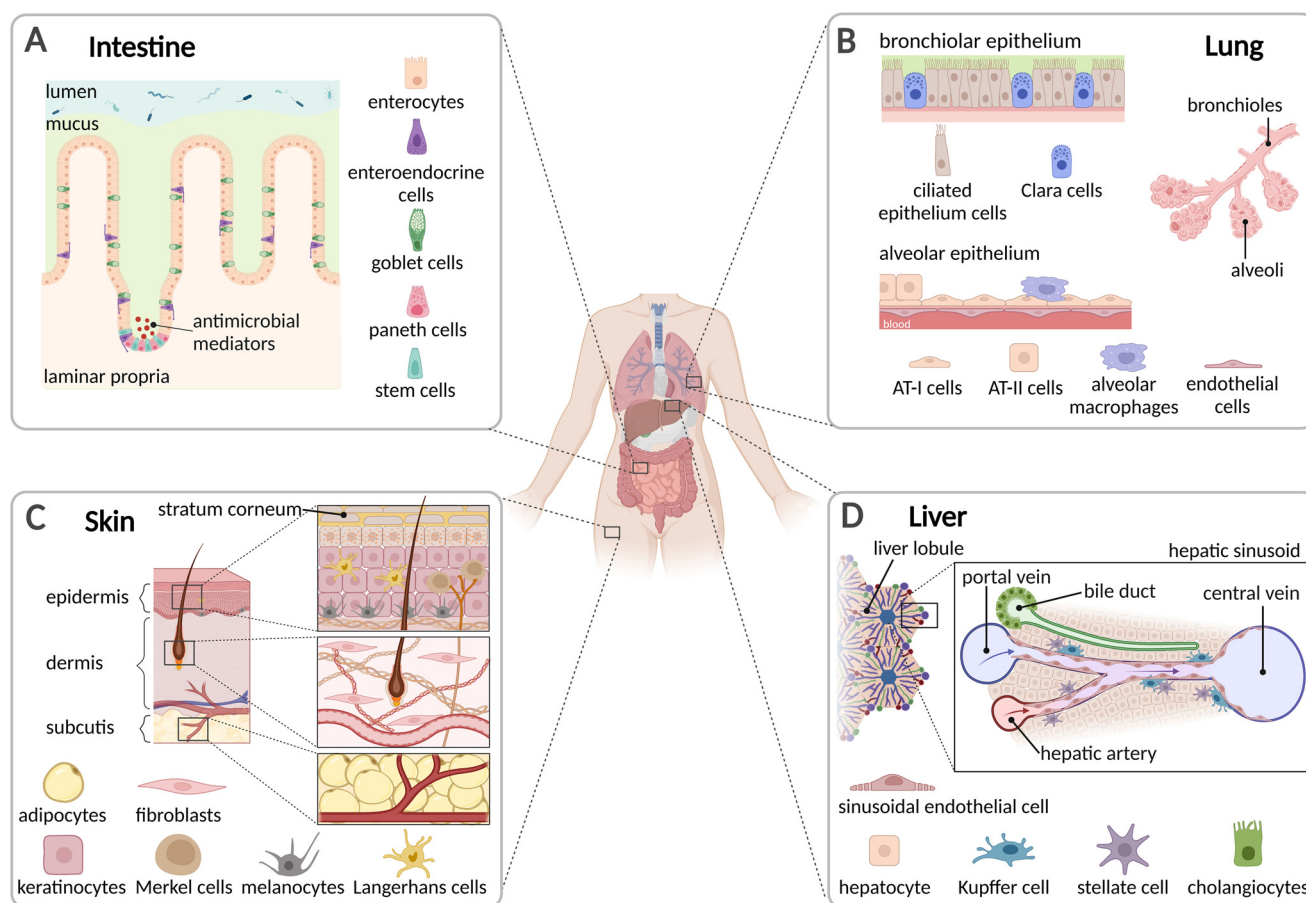 A
Intestine
lumen
mucus
antimicrobial
mediators
laminar propria
enterocytes
enteroendocrine
cells
goblet cells
paneth cells
stem cells
B
bronchiolar epithelium
Lung
bronchioles
ciliated
epithelium cells
Clara cells
alveoli
alveolar epithelium
blood
AT-I cells
AT-II cells
alveolar
macrophages
endothelial
cells
C
Skin
stratum corneum
epidermis
dermis
subcutis
adipocytes
fibroblasts
keratinocytes
Merkel cells
melanocytes
Langerhans cells
D
Liver
liver lobule
hepatic sinusoid
portal vein
bile duct
central vein
hepatic artery
sinusoidal endothelial cell
hepatocyte
Kupffer cell
stellate cell
cholangiocytes